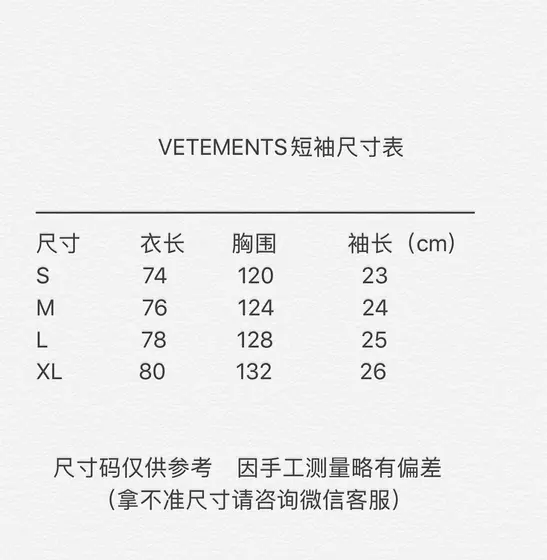 VETEMENTS短袖尺寸表
尺寸 衣长 胸围 袖长（cm）
S 74 120 23
M 76 124 24
L 78 128 25
XL 80 132 26
尺寸码仅供参考 因手工测量略有偏差
（拿不准尺寸请咨询微信客服）